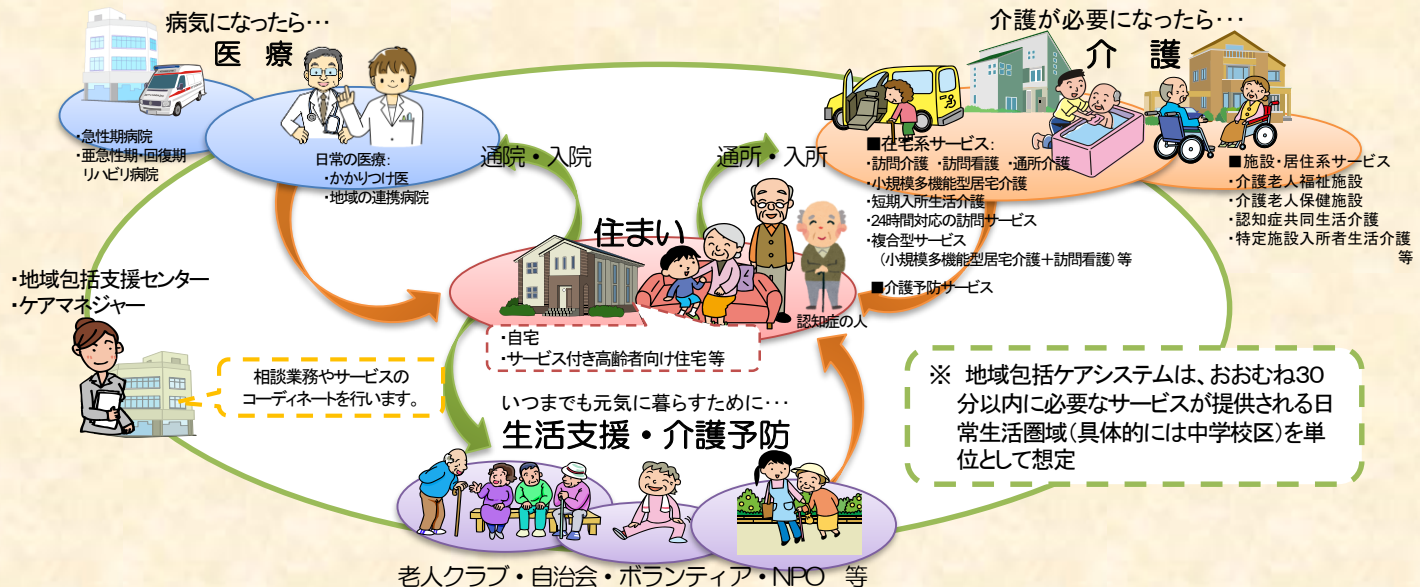 病気になったら･･･
医 療
・急性期病院
・亜急性期・回復期
リハビリ病院
日常の医療：
・かかりつけ医
・地域の連携病院
通院・入院
通所・入所
介護が必要になったら･･･
介 護
■在宅系サービス：
・訪問介護 ・訪問看護 ・通所介護
・小規模多機能型居宅介護
・短期入所生活介護
・24時間対応の訪問サービス
・複合型サービス
（小規模多機能型居宅介護＋訪問看護）等
■介護予防サービス
■施設・居住系サービス
・介護老人福祉施設
・介護老人保健施設
・認知症共同生活介護
・特定施設入所者生活介護
等
住まい
認知症の人
・自宅
・サービス付き高齢者向け住宅 等
・地域包括支援センター
・ケアマネジャー
相談業務やサービスの
コーディネートを行います。
いつまでも元気に暮らすために･･･
生活支援・介護予防
老人クラブ・自治会・ボランティア・NPO 等
※ 地域包括ケアシステムは、おおむね30
分以内に必要なサービスが提供される日
常生活圏域（具体的には中学校区）を単
位として想定